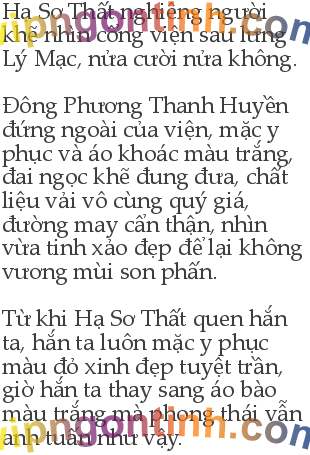 Hạ Sơ Thất nghiêng người
khẽ nhìn cổng viện sau lưng
Lý Mạc, nửa cười nửa không.
Đông Phương Thanh Huyền
đứng ngoài cửa viện, mặc y
phục và áo khoác màu trắng,
đai ngọc khẽ đung đưa, chất
liệu vải vô cùng quý giá,
đường may cẩn thận, nhìn
vừa tinh xảo đẹp để lại không
vương mùi son phấn.
Từ khi Hạ Sơ Thất quen hắn
ta, hắn ta luôn mặc y phục
màu đỏ xinh đẹp tuyệt trần,
giờ hắn ta thay sang áo bào
màu trắng mà phong thái vẫn
anh tuấn như vậy.
vipngontinh.com
vipngontinh.com